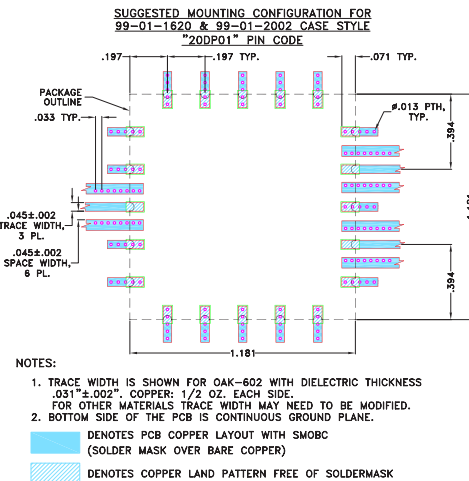 SUGGESTED MOUNTING CONFIGURATION FOR
99-01-1620 & 99-01-2002 CASE STYLE
"20DP01" PIN CODE
.197
.197 TYP.
.071 TYP.
PACKAGE
OUTLINE
ø.013 PTH,
TYP.
.033 TYP.
.394
.045±.002
TRACE WIDTH,
3 PL.
.045±.002
SPACE WIDTH,
6 PL.
1.181
.394
1.181
NOTES:
1. TRACE WIDTH IS SHOWN FOR OAK-602 WITH DIELECTRIC THICKNESS
.031"±.002". COPPER: 1/2 OZ. EACH SIDE.
FOR OTHER MATERIALS TRACE WIDTH MAY NEED TO BE MODIFIED.
2. BOTTOM SIDE OF THE PCB IS CONTINUOUS GROUND PLANE.
DENOTES PCB COPPER LAYOUT WITH SMOBC
(SOLDER MASK OVER BARE COPPER)
DENOTES COPPER LAND PATTERN FREE OF SOLDERMASK